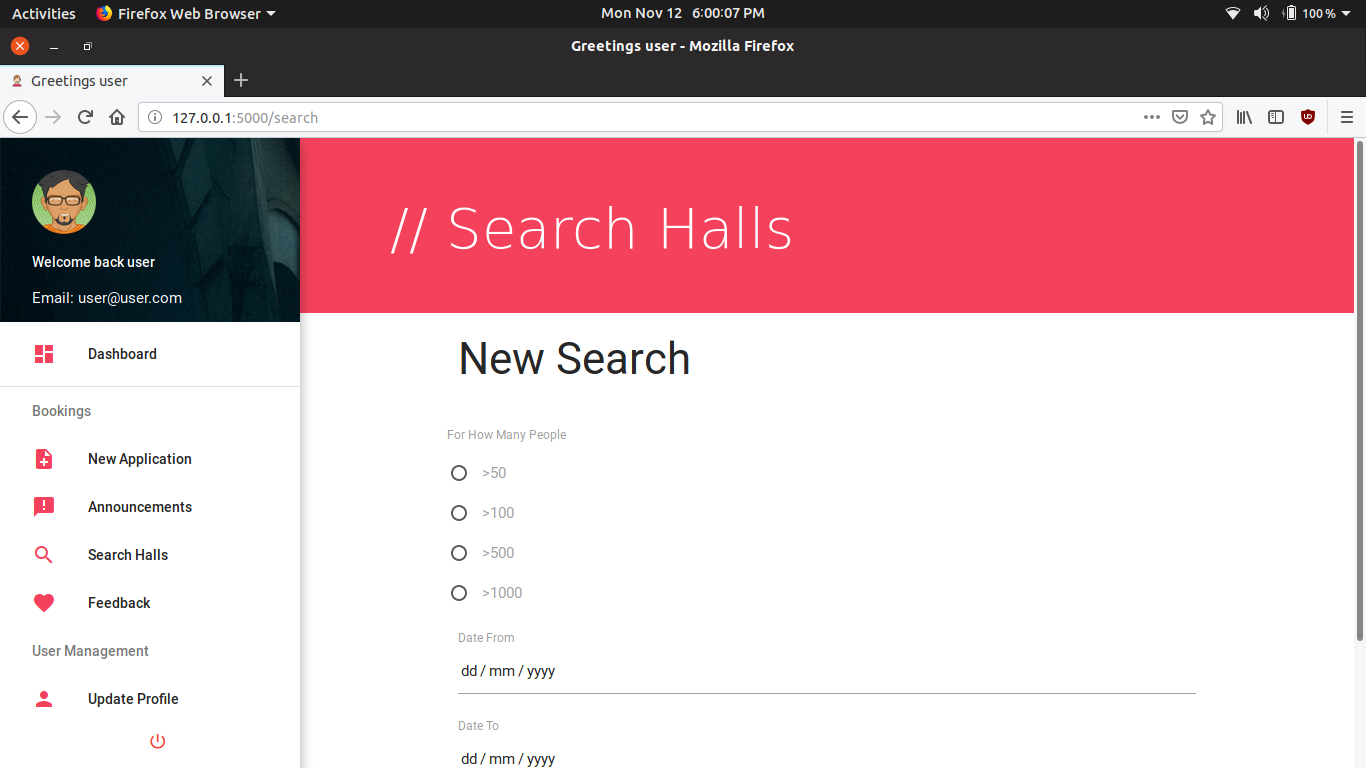 Activities Firefox Web Browser Mon Nov 12 6:00:07 PM 100 %
Greetings user - Mozilla Firefox
Greetings user
127.0.0.1:5000/search
Welcome back user
Email: user@user.com
Dashboard
Bookings
New Application
Announcements
Search Halls
Feedback
User Management
Update Profile
// Search Halls
New Search
For How Many People
>50
>100
>500
>1000
Date From
dd / mm / yyyy
Date To
dd / mm / yyyy